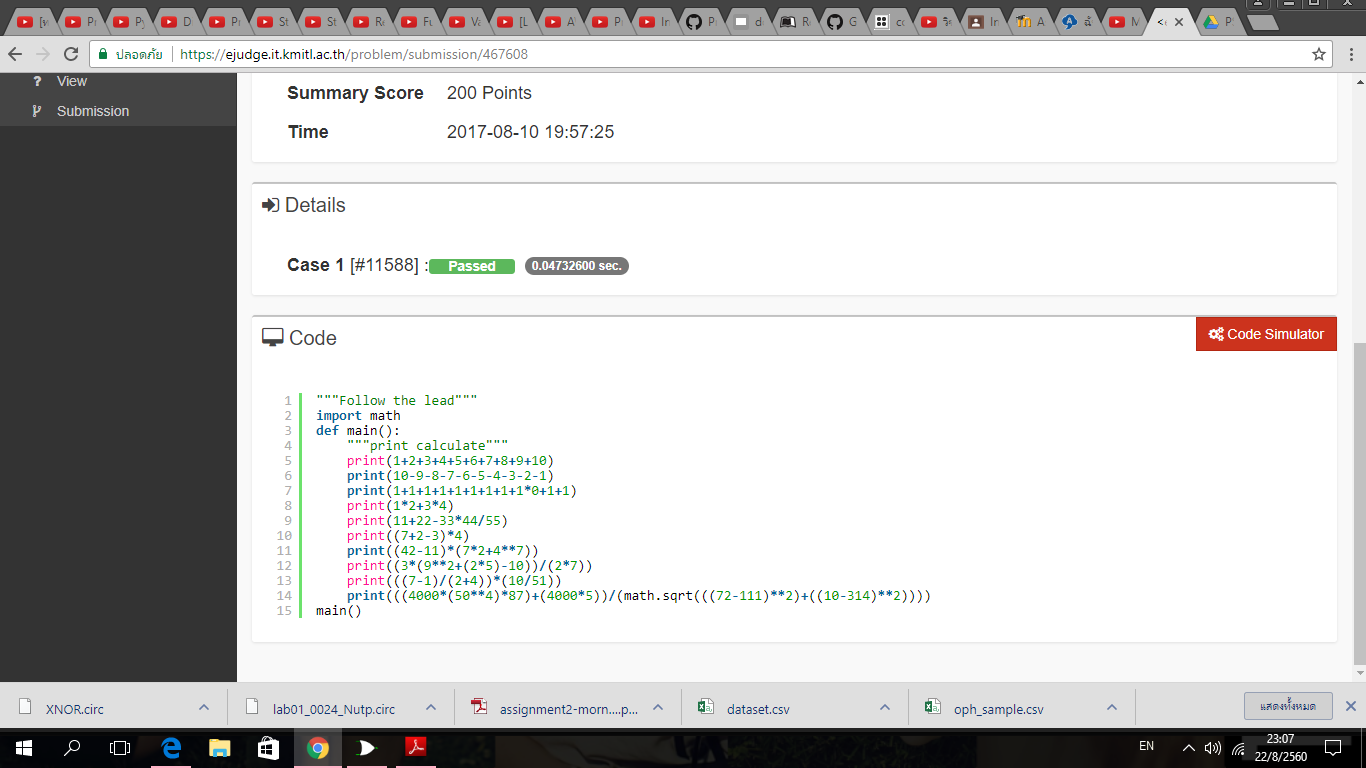 [w
Pr
Py
D
Pr
St
St
Re
Fu
Va
[L
A
Pr
In
Pi
di
Re
G
co
วิธ
In
A
ลํ
M
<
P
ปลอดภัย https://ejudge.it.kmitl.ac.th/problem/submission/467608
? View
Submission
Summary Score 200 Points
Time 2017-08-10 19:57:25
Details
Case 1 [#11588] : Passed 0.04732600 sec.
Code
Code Simulator
1 """Follow the lead"""
2 import math
3 def main():
4 """print calculate"""
5 print(1+2+3+4+5+6+7+8+9+10)
6 print(10-9-8-7-6-5-4-3-2-1)
7 print(1+1+1+1+1+1+1+1+1*0+1+1)
8 print(1*2+3*4)
9 print(11+22-33*44/55)
10 print((7+2-3)*4)
11 print((42-11)*(7*2+4**7))
12 print((3*(9**2+(2*5)-10))/(2*7))
13 print(((7-1)/(2+4))*(10/51))
14 print(((4000*(50**4)*87)+(4000*5))/(math.sqrt(((72-111)**2)+((10-314)**2))))
15 main()
XNOR.circ
lab01_0024_Nutp.circ
assignment2-morn....p...
dataset.csv
oph_sample.csv
แสดงทั้งหมด
EN
23:07
22/8/2560